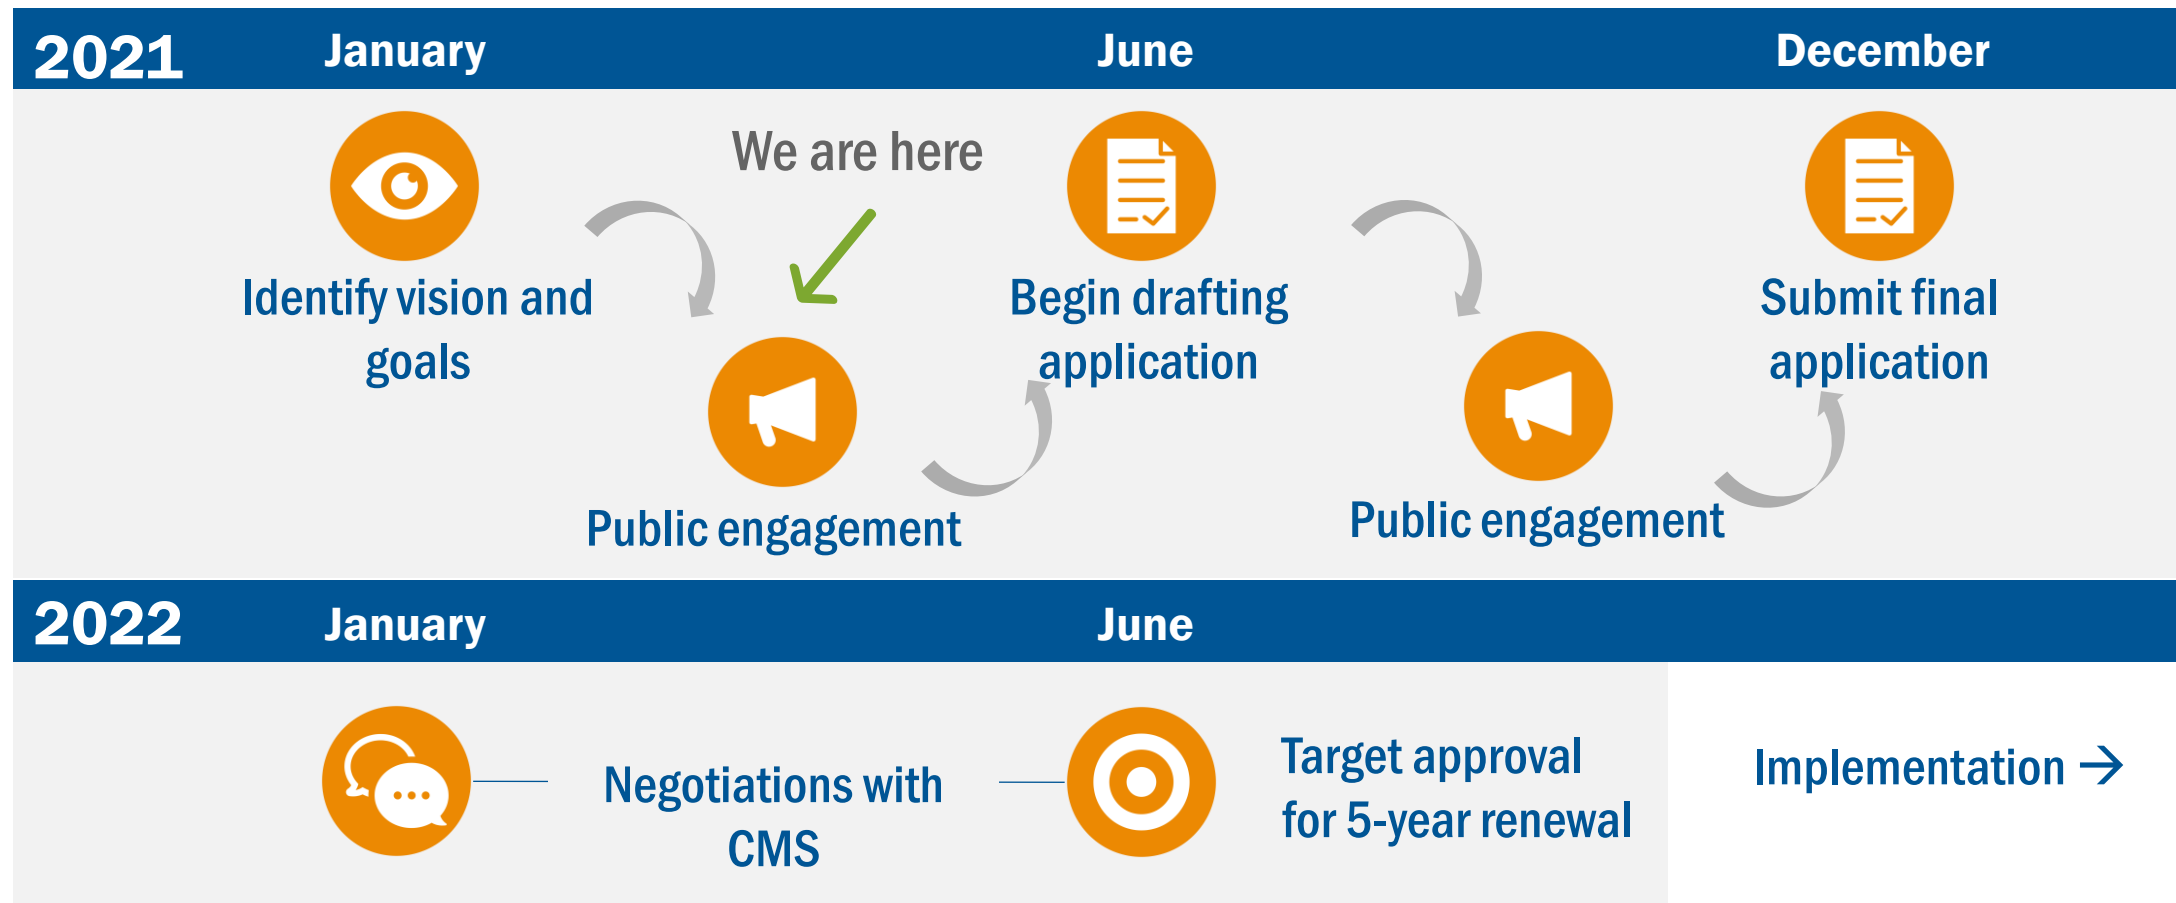 2021 January June December
We are here
Identify vision and
goals
Begin drafting
application
Submit final
application
Public engagement
Public engagement
2022 January June
Negotiations with
CMS
Target approval
for 5-year renewal
Implementation →